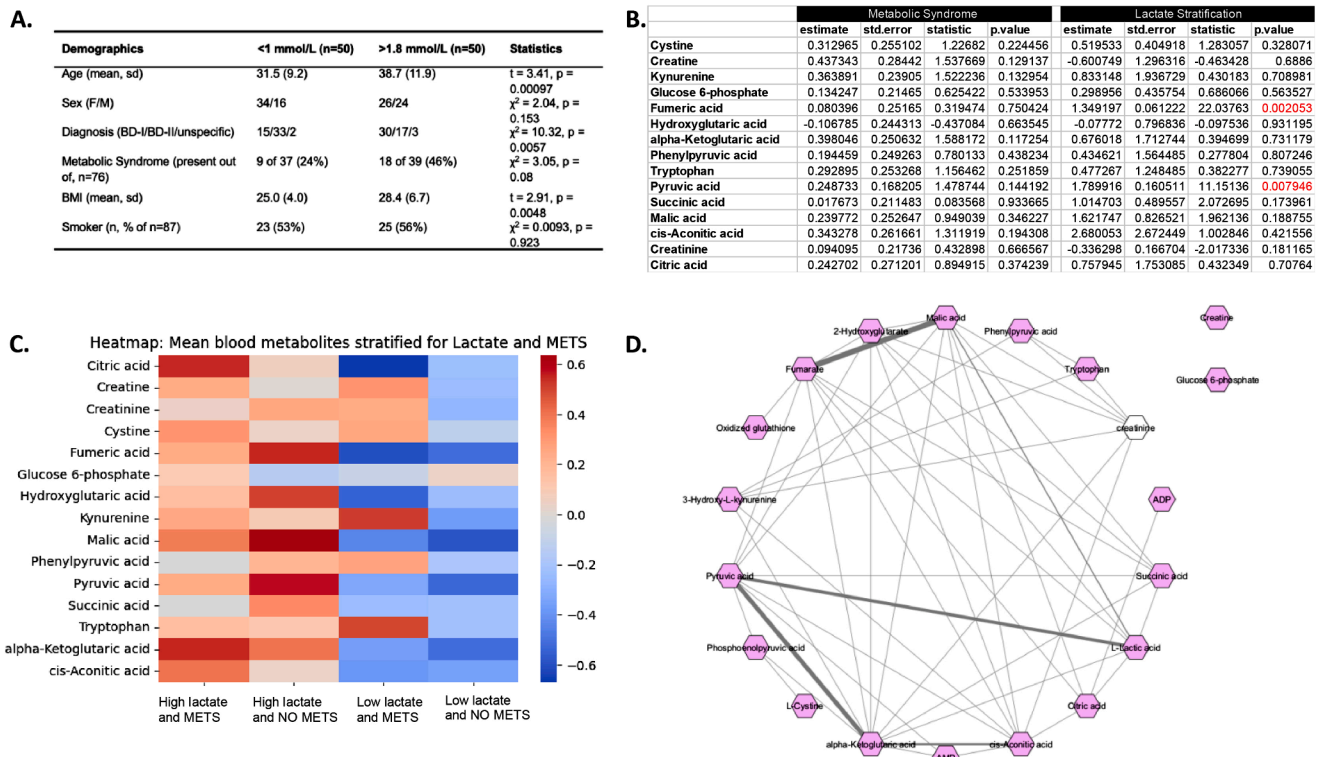 A.
Demographics <1 mmol/L (n=50) >1.8 mmol/L (n=50) Statistics
Age (mean, sd) 31.5 (9.2) 38.7 (11.9) t = 3.41, p =
0.00097
Sex (F/M) 34/16 26/24 χ² = 2.04, p =
0.153
Diagnosis (BD-I/BD-II/unspecific) 15/33/2 30/17/3 χ² = 10.32, p =
0.0057
Metabolic Syndrome (present out 9 of 37 (24%) 18 of 39 (46%) χ² = 3.05, p =
of, n=76) 0.08
BMI (mean, sd) 25.0 (4.0) 28.4 (6.7) t = 2.91, p =
0.0048
Smoker (n, % of n=87) 23 (53%) 25 (56%) χ² = 0.0093, p =
0.923
B.
Metabolic Syndrome Lactate Stratification
estimate std.error statistic p.value estimate std.error statistic p.value
Cystine 0.312965 0.255102 1.22682 0.224456 0.519533 0.404918 1.283057 0.328071
Creatine 0.437343 0.28442 1.537669 0.129137 -0.600749 1.296316 -0.463428 0.6886
Kynurenine 0.363891 0.23905 1.522236 0.132954 0.833148 1.936729 0.430183 0.708981
Glucose 6-phosphate 0.134247 0.21465 0.625422 0.533953 0.298956 0.435754 0.686066 0.563527
Fumeric acid 0.080396 0.25165 0.319474 0.750424 1.349197 0.061222 22.03763 0.002053
Hydroxyglutaric acid -0.106785 0.244313 -0.437084 0.663545 -0.07772 0.796836 -0.097536 0.931195
alpha-Ketoglutaric acid 0.398046 0.250632 1.588172 0.117254 0.676018 1.712744 0.394699 0.731179
Phenylpyruvic acid 0.194459 0.249263 0.780133 0.438234 0.434621 1.564485 0.277804 0.807246
Tryptophan 0.292895 0.253268 1.156462 0.251859 0.477267 1.248485 0.382277 0.739055
Pyruvic acid 0.248733 0.168205 1.478744 0.144192 1.789916 0.160511 11.15136 0.007946
Succinic acid 0.017673 0.211483 0.083568 0.933665 1.014703 0.489557 2.072695 0.173961
Malic acid 0.239772 0.252647 0.949039 0.346227 1.621747 0.826521 1.962136 0.188755
cis-Aconitic acid 0.343278 0.261661 1.311919 0.194308 2.680053 2.672449 1.002846 0.421556
Creatinine 0.094095 0.21736 0.432898 0.666567 -0.336298 0.166704 -2.017336 0.181165
Citric acid 0.242702 0.271201 0.894915 0.374239 0.757945 1.753085 0.432349 0.70764
C.
Heatmap: Mean blood metabolites stratified for Lactate and METS
Citric acid
Creatine
Creatinine
Cystine
Fumeric acid
Glucose 6-phosphate
Hydroxyglutaric acid
Kynurenine
Malic acid
Phenylpyruvic acid
Pyruvic acid
Succinic acid
Tryptophan
alpha-Ketoglutaric acid
cis-Aconitic acid
High lactate
and METS
High lactate
and NO METS
Low lactate
and METS
Low lactate
and NO METS
0.6
0.4
0.2
0.0
−0.2
−0.4
−0.6
D.
Malic acid
2-Hydroxyglutarate
Phenylpyruvic acid
Creatine
Fumarate
Tryptophan
Glucose 6-phosphate
Oxidized glutathione
creatinine
3-Hydroxy-L-kynurenine
ADP
Pyruvic acid
Succinic acid
Phosphoenolpyruvic acid
L-Lactic acid
L-Cystine
Citric acid
alpha-Ketoglutaric acid
cis-Aconitic acid
AMP